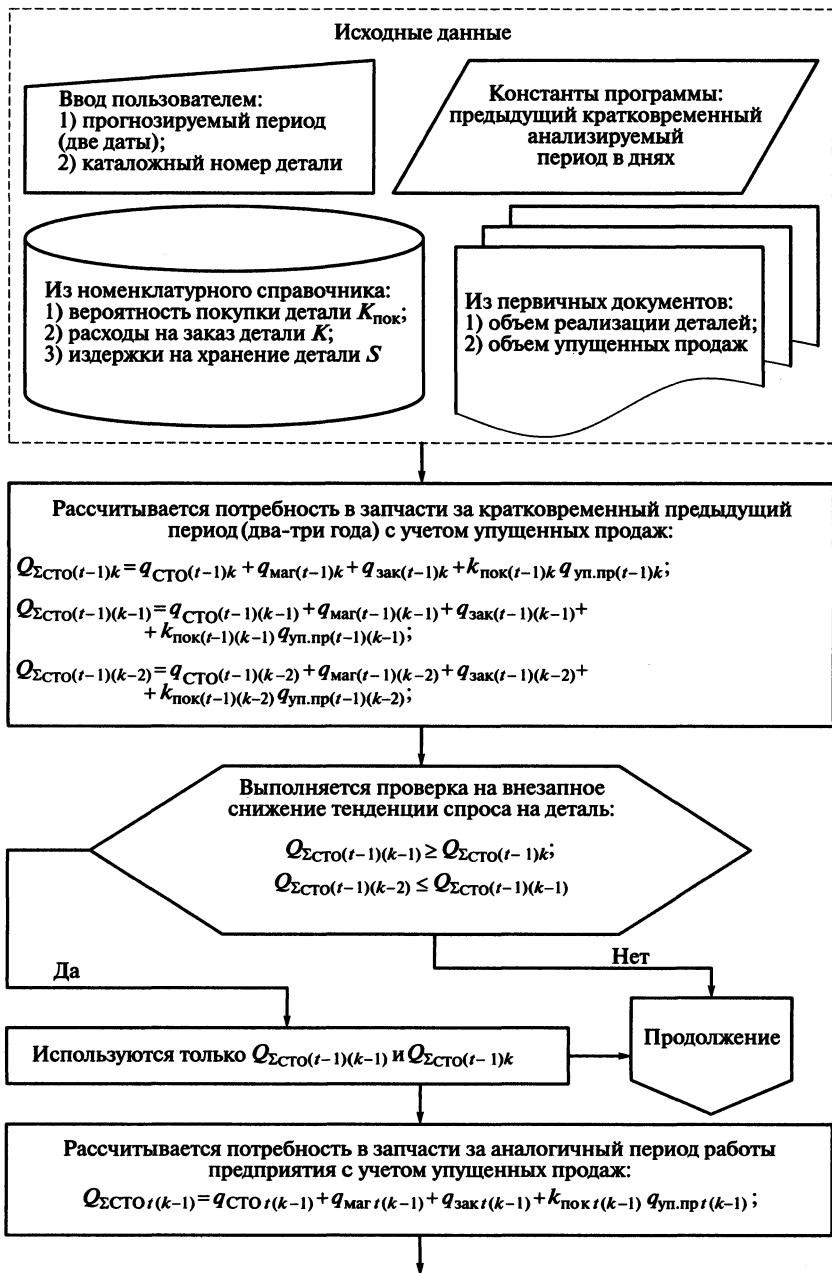 Исходные данные
Ввод пользователем:
1) прогнозируемый период
(две даты);
2) каталожный номер детали
Константы программы:
предыдущий кратковременный
анализируемый
период в днях
Из номенклатурного справочника:
1) вероятность покупки детали Kпок;
2) расходы на заказ детали K;
3) издержки на хранение детали S
Из первичных документов:
1) объем реализации деталей;
2) объем упущенных продаж
Рассчитывается потребность в запчасти за кратковременный предыдущий
период (два-три года) с учетом упущенных продаж:
QΣСТО(t−1)k = qСТО(t−1)k + qмаг(t−1)k + qзак(t−1)k + kпок(t−1)k qуп.пр(t−1)k;
QΣСТО(t−1)(k−1) = qСТО(t−1)(k−1) + qмаг(t−1)(k−1) + qзак(t−1)(k−1) +
+ kпок(t−1)(k−1) qуп.пр(t−1)(k−1);
QΣСТО(t−1)(k−2) = qСТО(t−1)(k−2) + qмаг(t−1)(k−2) + qзак(t−1)(k−2) +
+ kпок(t−1)(k−2) qуп.пр(t−1)(k−2);
Выполняется проверка на внезапное
снижение тенденции спроса на деталь:
QΣСТО(t−1)(k−1) ≥ QΣСТО(t−1)k;
QΣСТО(t−1)(k−2) ≤ QΣСТО(t−1)(k−1)
Да
Нет
Используются только QΣСТО(t−1)(k−1) и QΣСТО(t−1)k
Продолжение
Рассчитывается потребность в запчасти за аналогичный период работы
предприятия с учетом упущенных продаж:
QΣСТО t(k−1) = qСТО t(k−1) + qмаг t(k−1) + qзак t(k−1) + kпок t(k−1) qуп.пр t(k−1);